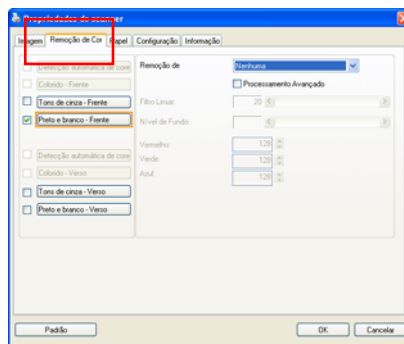 Propriedades do scanner
Imagem Remoção de Cor Papel Configuração Informação
Detecção automática de core
Colorido - Frente
Tons de cinza - Frente
Preto e branco - Frente
Detecção automática de core
Colorido - Verso
Tons de cinza - Verso
Preto e branco - Verso
Remoção de
Nenhuma
Processamento Avançado
Filtro Limiar
20
Nível de Fundo:
Vermelho:
128
Verde:
128
Azul:
128
Padrão
OK
Cancelar